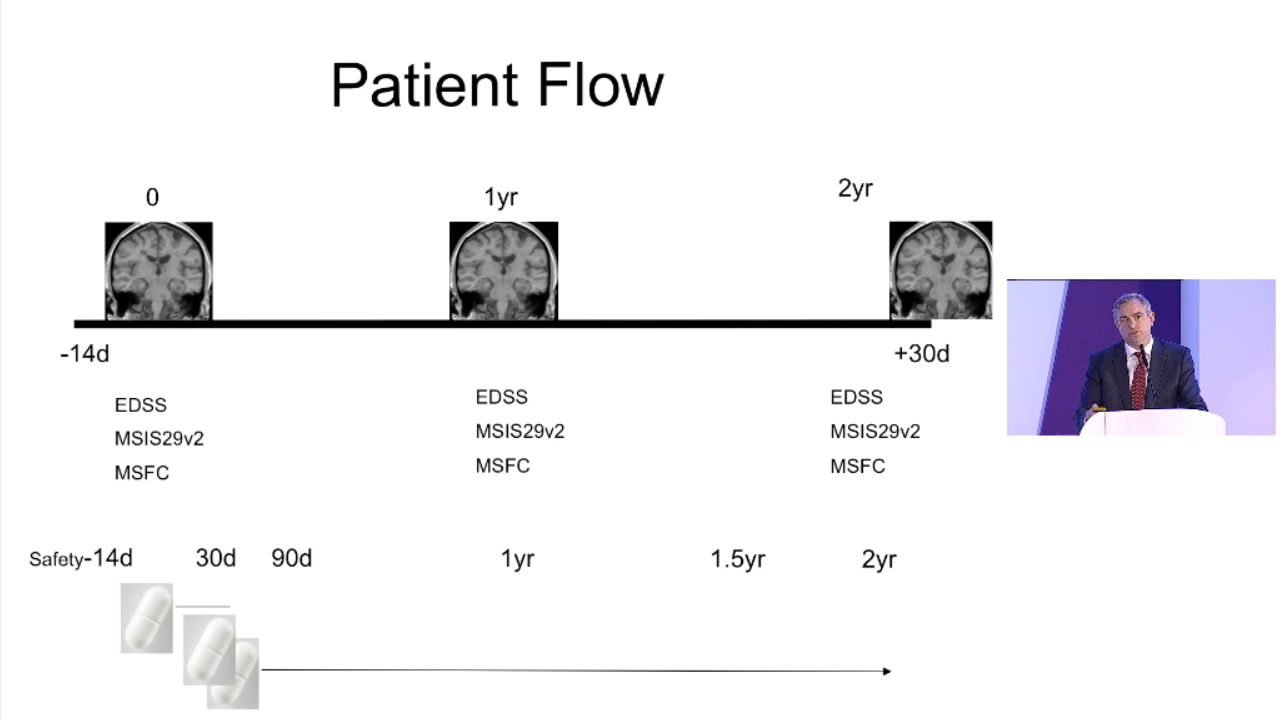 Patient Flow
0 1yr 2yr
-14d +30d
EDSS EDSS EDSS
MSIS29v2 MSIS29v2 MSIS29v2
MSFC MSFC MSFC
Safety-14d 30d 90d 1yr 1.5yr 2yr